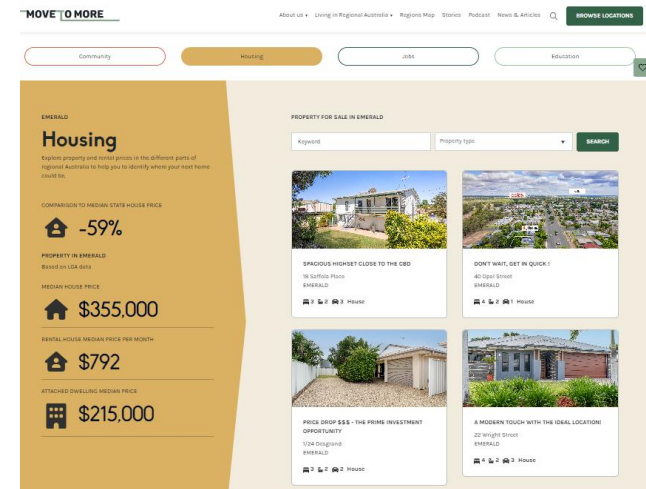 MOVE TO MORE
About us
Living in Regional Australia
Regions Map
Stories
Podcast
News & Articles
BROWSE LOCATIONS
Community
Housing
Jobs
Education
EMERALD
Housing
Explore property and rental prices in the different parts of
regional Australia to help you to identify where your next home
could be.
COMPARISON TO MEDIAN STATE HOUSE PRICE
-59%
PROPERTY IN EMERALD
Based on LGA data
MEDIAN HOUSE PRICE
$355,000
RENTAL HOUSE MEDIAN PRICE PER MONTH
$792
ATTACHED DWELLING MEDIAN PRICE
$215,000
PROPERTY FOR SALE IN EMERALD
Keyword
Property type
SEARCH
SPACIOUS HIGHSET CLOSE TO THE CBD
18 Saffola Place
EMERALD
3 2 3 House
DON'T WAIT, GET IN QUICK !
40 Opal Street
EMERALD
4 2 1 House
PRICE DROP $$$ - THE PRIME INVESTMENT
OPPORTUNITY
1/24 Desgrand
EMERALD
3 2 2 House
A MODERN TOUCH WITH THE IDEAL LOCATION!
22 Wright Street
EMERALD
4 2 3 House